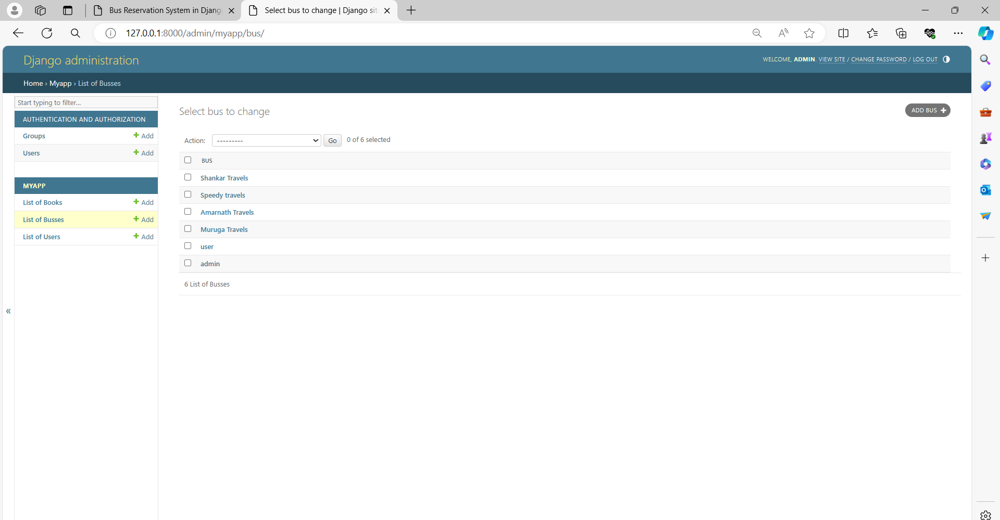 Bus Reservation System in Djang
Select bus to change | Django sit
127.0.0.1:8000/admin/myapp/bus/
Django administration
WELCOME, ADMIN. VIEW SITE / CHANGE PASSWORD / LOG OUT
Home › Myapp › List of Busses
Start typing to filter...
AUTHENTICATION AND AUTHORIZATION
Groups + Add
Users + Add
MYAPP
List of Books + Add
List of Busses + Add
List of Users + Add
«
Select bus to change
ADD BUS +
Action: --------- Go 0 of 6 selected
BUS
Shankar Travels
Speedy travels
Amarnath Travels
Muruga Travels
user
admin
6 List of Busses